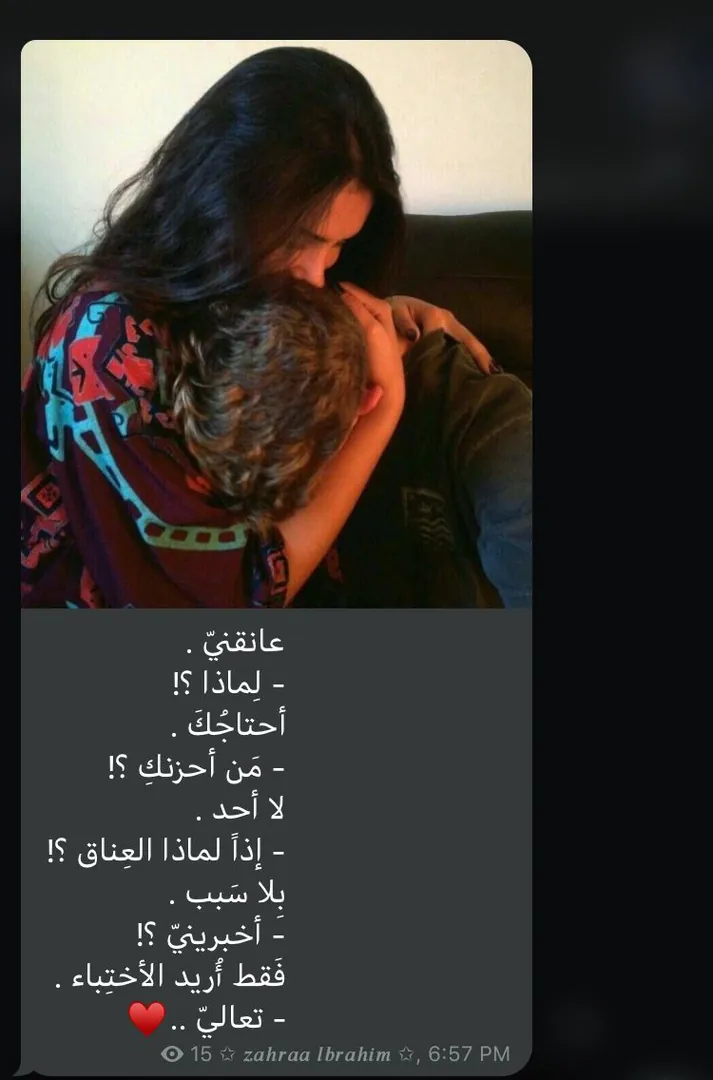 عانقنيّ .
- لِماذا ؟!
أحتاجُكَ .
- مَن أحزنكِ ؟!
لا أحد .
- إذاً لماذا العِناق ؟!
بِلا سَبب .
- أخبرينيّ ؟!
فَقط أُريد الأختِباء .
- تعاليّ .. ♥️
15 ✩ zahraa Ibrahim ✩, 6:57 PM